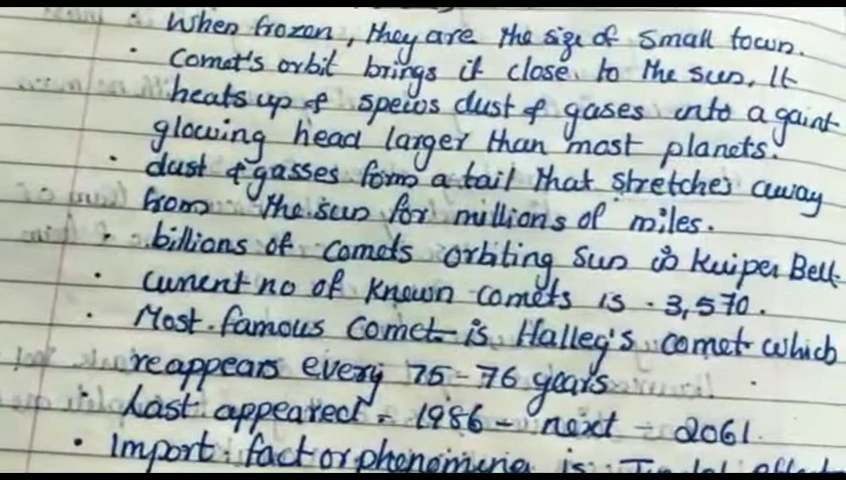 • When frozen, they are the size of small town.
• Comet's orbit brings it close to the sun. It
heats up & spews dust & gases into a gaint
glowing head larger than most planets.
• dust & gasses form a tail that stretches away
from the sun for millions of miles.
• billions of comets orbiting Sun in Kuiper Belt
• current no of known comets is - 3,570.
• Most famous comet is Halley's comet which
reappears every 75-76 years
• Last appeared - 1986 - next - 2061.
• Import. fact or phenomena is